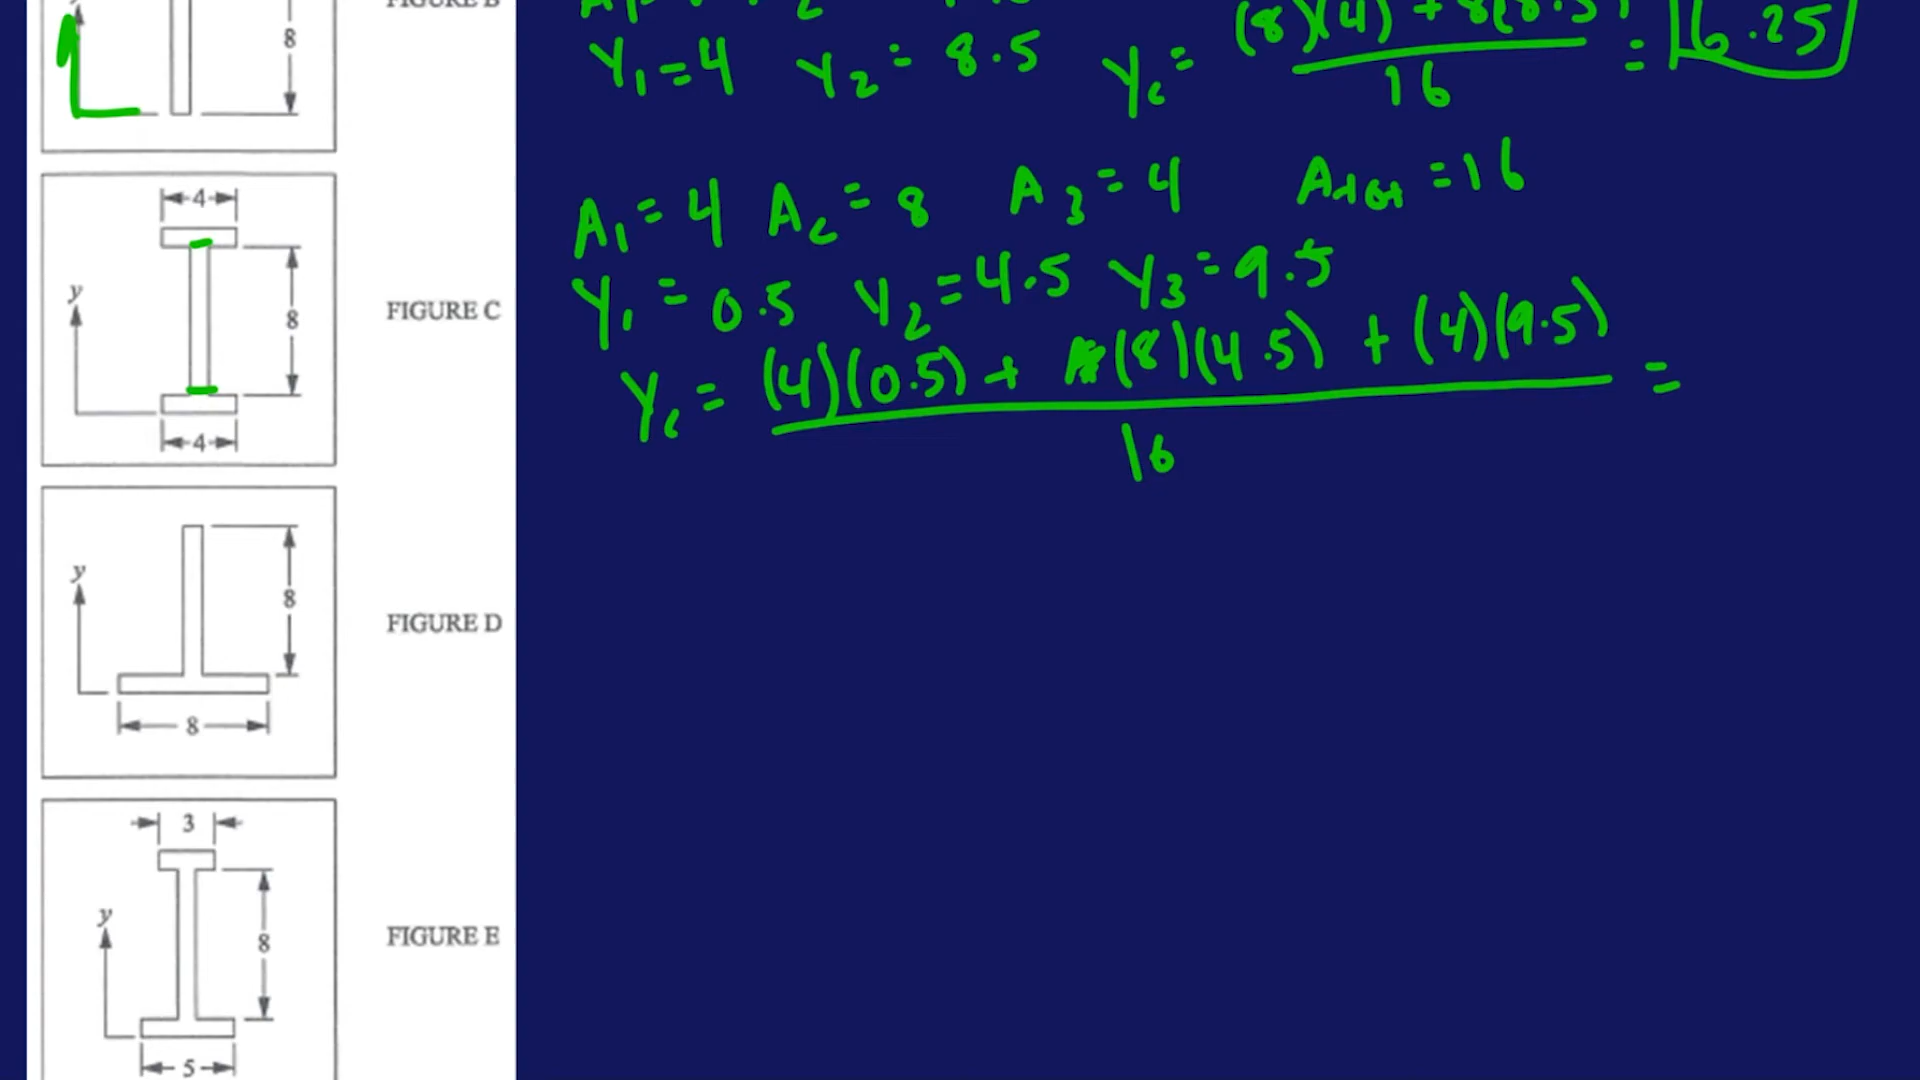 FIGURE B
8
Y₁=4 Y₂= 8.5 Yc= (8)(4) + 8(8.5) / 16 = 6.25
4
y
8
4
FIGURE C
A₁=4 A₂=8 A₃=4 Atot=16
Y₁=0.5 Y₂=4.5 Y₃=9.5
Yc= (4)(0.5)+ (8)(4.5) + (4)(9.5) / 16 =
y
8
8
FIGURE D
3
y
8
5
FIGURE E